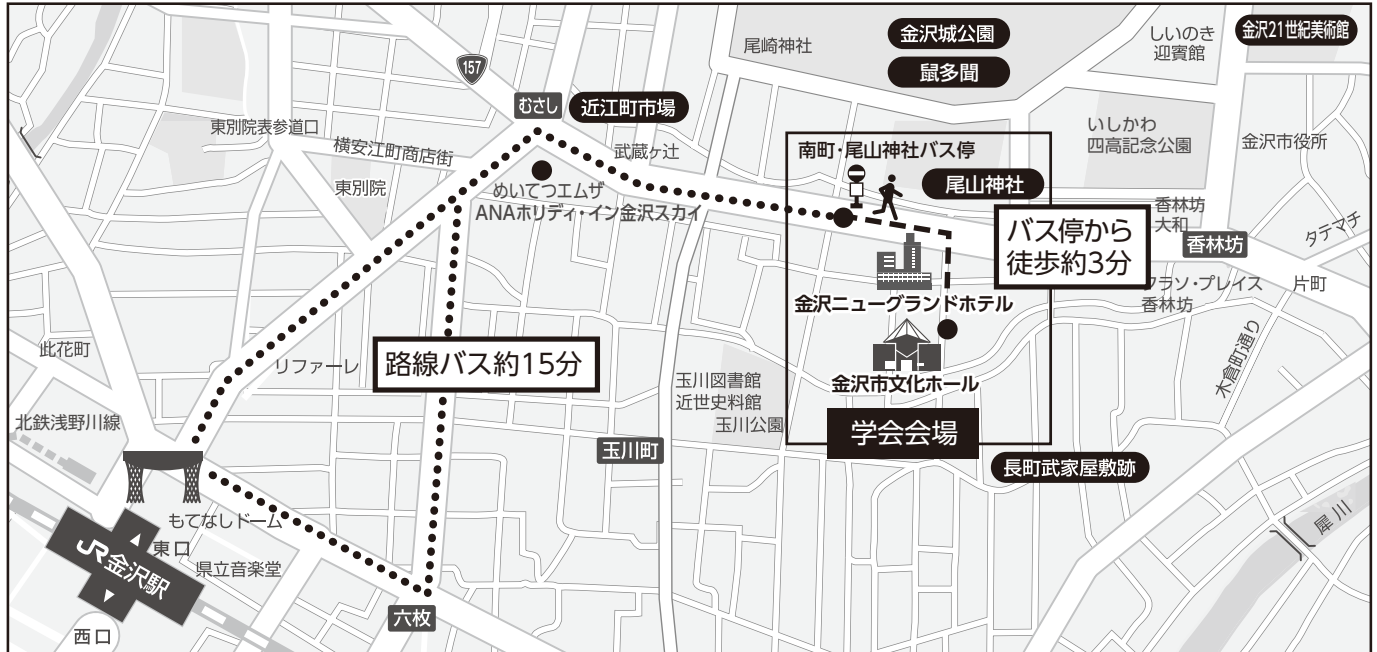 金沢城公園
鼠多聞
金沢21世紀美術館
しいのき
迎賓館
尾崎神社
157
むさし
近江町市場
東別院表参道口
横安江町商店街
東別院
武蔵ヶ辻
めいてつエムザ
ANAホリディ・イン金沢スカイ
南町・尾山神社バス停
尾山神社
いしかわ
四高記念公園
金沢市役所
香林坊
大和
香林坊
タテマチ
片町
バス停から
徒歩約3分
金沢ニューグランドホテル
金沢市文化ホール
学会会場
プレイス
香林坊
木倉町通り
此花町
リファーレ
路線バス約15分
玉川図書館
近世史料館
玉川公園
玉川町
長町武家屋敷跡
犀川
北鉄浅野川線
もてなしドーム
東口
JR金沢駅
県立音楽堂
西口
六枚